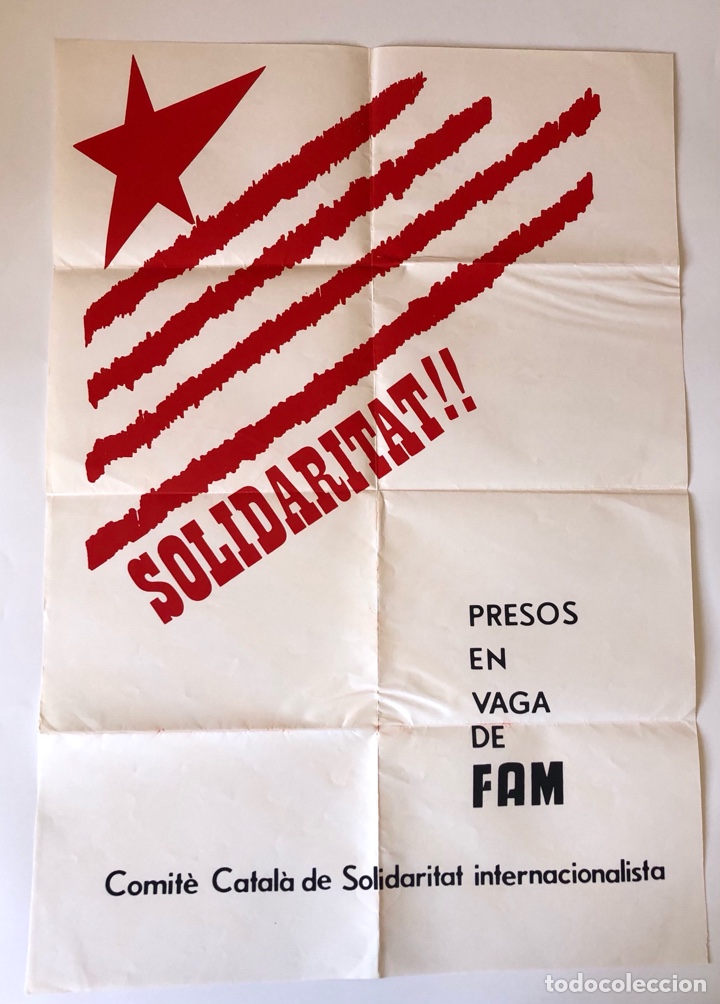 SOLIDARITAT!!
PRESOS
EN
VAGA
DE
FAM
Comitè Català de Solidaritat internacionalista
todocoleccion